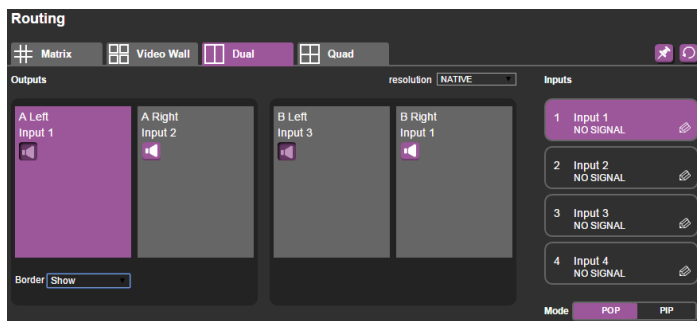 Routing
Matrix
Video Wall
Dual
Quad
Outputs
resolution NATIVE
Inputs
A Left
Input 1
A Right
Input 2
B Left
Input 3
B Right
Input 1
1 Input 1
NO SIGNAL
2 Input 2
NO SIGNAL
3 Input 3
NO SIGNAL
4 Input 4
NO SIGNAL
Border Show
Mode POP PIP